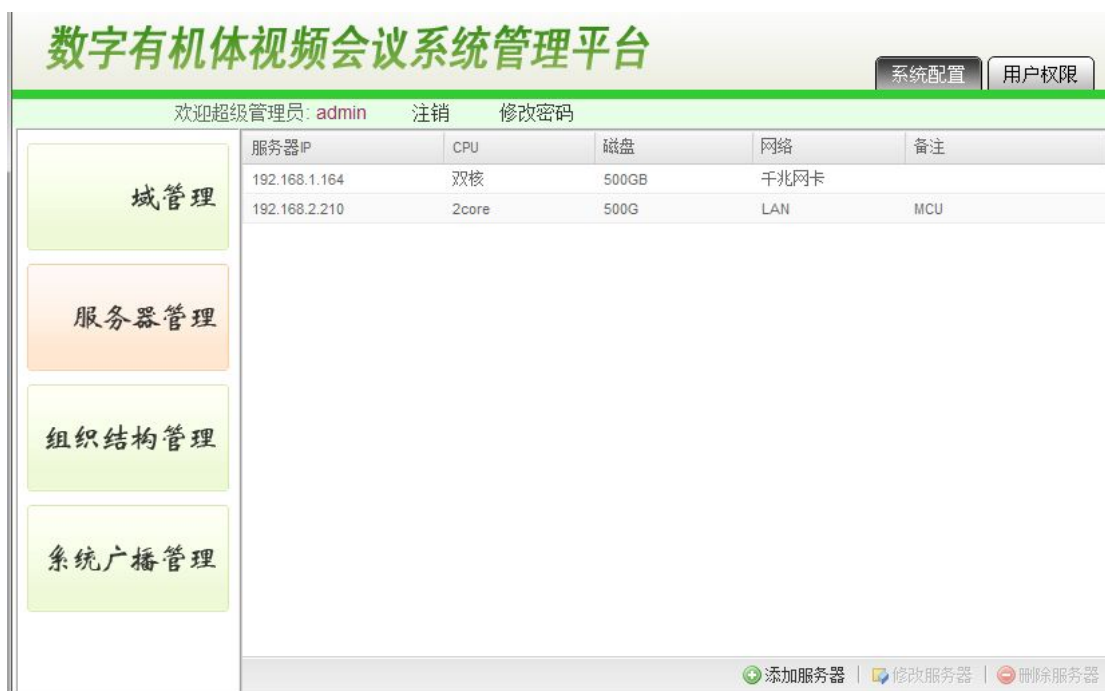 数字有机体视频会议系统管理平台
系统配置 用户权限
欢迎超级管理员: admin 注销 修改密码
域管理
服务器管理
组织结构管理
系统广播管理
服务器IP CPU 磁盘 网络 备注
192.168.1.164 双核 500GB 千兆网卡
192.168.2.210 2core 500G LAN MCU
添加服务器 修改服务器 删除服务器